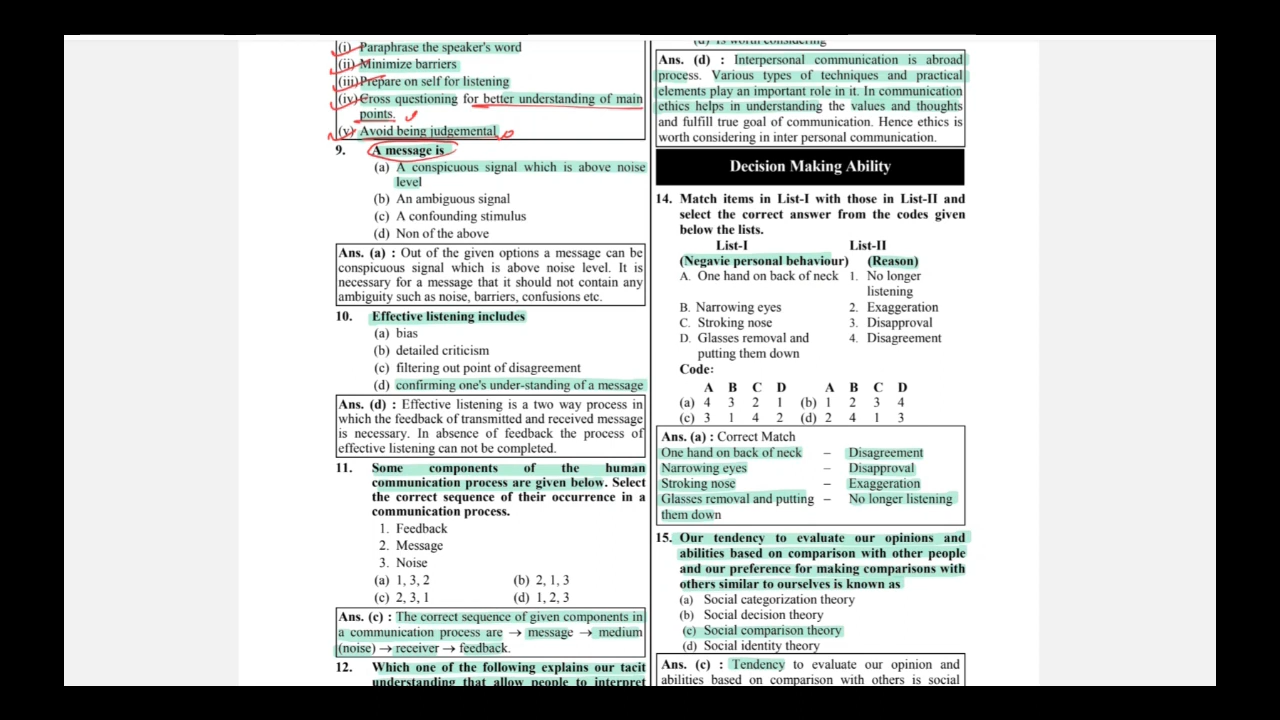 (i) Paraphrase the speaker's word
(ii) Minimize barriers
(iii) Prepare on self for listening
(iv) Cross questioning for better understanding of main
points.
(v) Avoid being judgemental
9. A message is
(a) A conspicuous signal which is above noise
level
(b) An ambiguous signal
(c) A confounding stimulus
(d) Non of the above
Ans. (a) : Out of the given options a message can be
conspicuous signal which is above noise level. It is
necessary for a message that it should not contain any
ambiguity such as noise, barriers, confusions etc.
10. Effective listening includes
(a) bias
(b) detailed criticism
(c) filtering out point of disagreement
(d) confirming one's under-standing of a message
Ans. (d) : Effective listening is a two way process in
which the feedback of transmitted and received message
is necessary. In absence of feedback the process of
effective listening can not be completed.
11. Some components of the human
communication process are given below. Select
the correct sequence of their occurrence in a
communication process.
1. Feedback
2. Message
3. Noise
(a) 1, 3, 2 (b) 2, 1, 3
(c) 2, 3, 1 (d) 1, 2, 3
Ans. (c) : The correct sequence of given components in
a communication process are → message → medium
(noise) → receiver → feedback.
12. Which one of the following explains our tacit
understanding that allow people to interpret
(d) Is worth considering
Ans. (d) : Interpersonal communication is abroad
process. Various types of techniques and practical
elements play an important role in it. In communication
ethics helps in understanding the values and thoughts
and fulfill true goal of communication. Hence ethics is
worth considering in inter personal communication.
Decision Making Ability
14. Match items in List-I with those in List-II and
select the correct answer from the codes given
below the lists.
List-I List-II
(Negavie personal behaviour) (Reason)
A. One hand on back of neck 1. No longer
listening
B. Narrowing eyes 2. Exaggeration
C. Stroking nose 3. Disapproval
D. Glasses removal and 4. Disagreement
putting them down
Code:
A B C D A B C D
(a) 4 3 2 1 (b) 1 2 3 4
(c) 3 1 4 2 (d) 2 4 1 3
Ans. (a) : Correct Match
One hand on back of neck – Disagreement
Narrowing eyes – Disapproval
Stroking nose – Exaggeration
Glasses removal and putting – No longer listening
them down
15. Our tendency to evaluate our opinions and
abilities based on comparison with other people
and our preference for making comparisons with
others similar to ourselves is known as
(a) Social categorization theory
(b) Social decision theory
(c) Social comparison theory
(d) Social identity theory
Ans. (c) : Tendency to evaluate our opinion and
abilities based on comparison with others is social